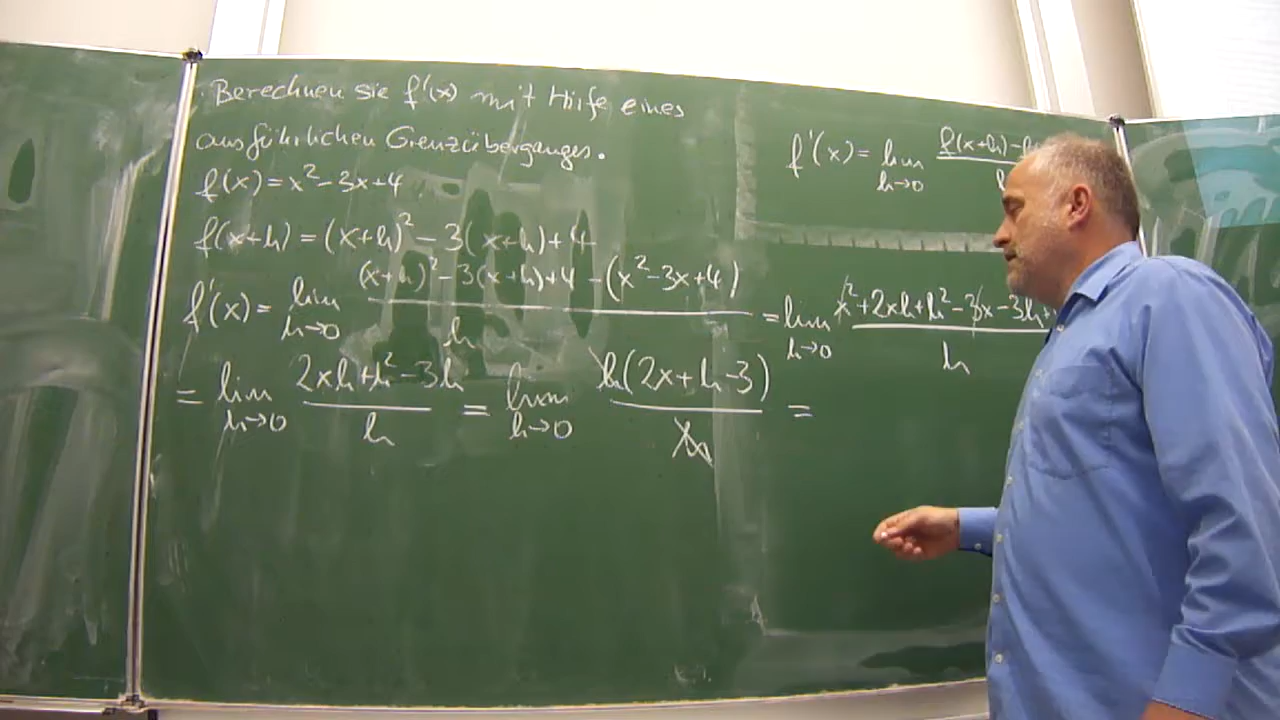 Berechnen sie f'(x) mit Hilfe eines
ausführlichen Grenzüberganges.
f'(x) = lim h→0 f(x+h)-
f(x) = x² - 3x + 4
f(x+h) = (x+h)² - 3(x+h) + 4
f'(x) = lim h→0 ((x+h)² - 3(x+h) + 4 - (x² - 3x + 4)) / h = lim h→0 (x² + 2xh + h² - 3x - 3h + / h
= lim h→0 (2xh + h² - 3h) / h = lim h→0 h(2x + h - 3) / h =